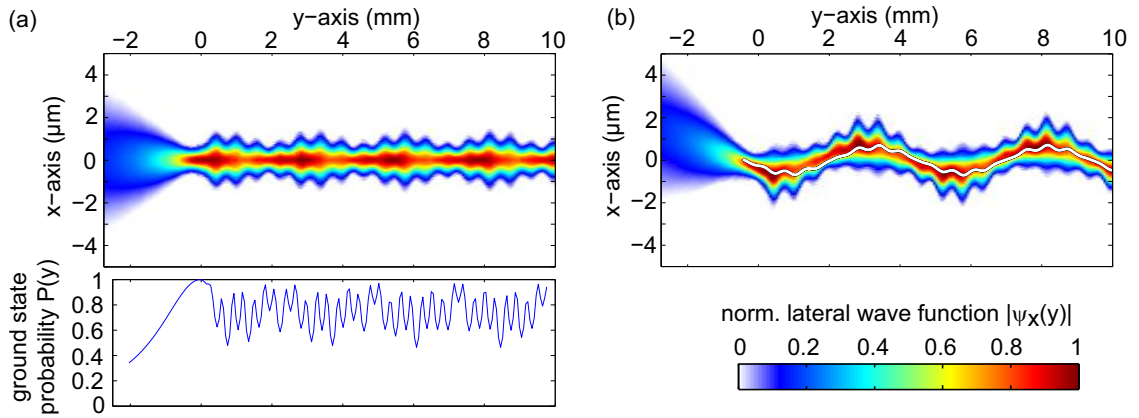 (a)
y−axis (mm)
−2 0 2 4 6 8 10
x−axis (µm)
4
2
0
−2
−4
ground state
probability P(y)
1
0.8
0.6
0.4
0.2
0
(b)
y−axis (mm)
−2 0 2 4 6 8 10
x−axis (µm)
4
2
0
−2
−4
norm. lateral wave function |ψx(y)|
0 0.2 0.4 0.6 0.8 1